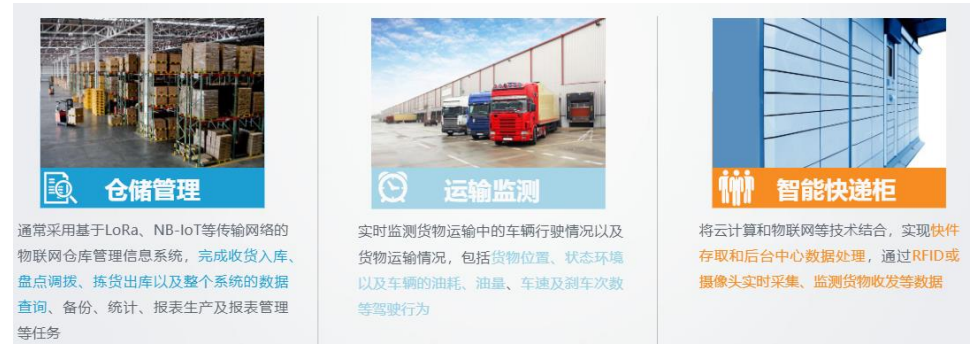 仓储管理
通常采用基于LoRa、NB-IoT等传输网络的
物联网仓库管理信息系统，完成收货入库、
盘点调拨、拣货出库以及整个系统的数据
查询、备份、统计、报表生产及报表管理
等任务
运输监测
实时监测货物运输中的车辆行驶情况以及
货物运输情况，包括货物位置、状态环境
以及车辆的油耗、油量、车速及刹车次数
等驾驶行为
智能快递柜
将云计算和物联网等技术结合，实现快件
存取和后台中心数据处理，通过RFID或
摄像头实时采集、监测货物收发等数据